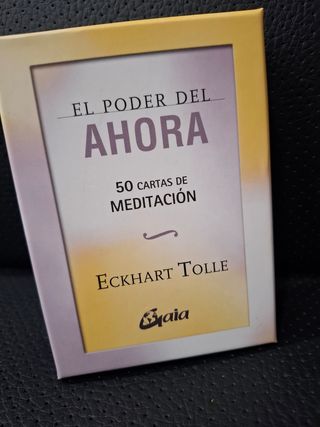 EL PODER DEL
AHORA
50 CARTAS DE
MEDITACIÓN
ECKHART TOLLE
Gaia